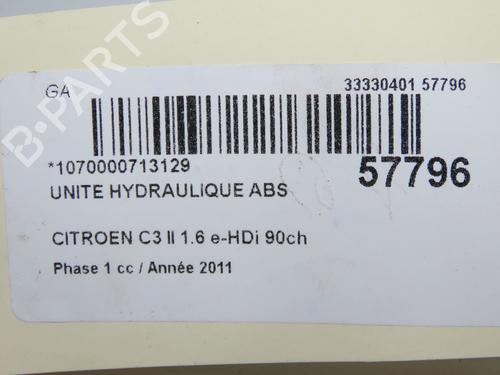 GA 33330401 57796
*1070000713129 57796
UNITE HYDRAULIQUE ABS
CITROEN C3 II 1.6 e-HDi 90ch
Phase 1 cc / Année 2011
B-PARTS